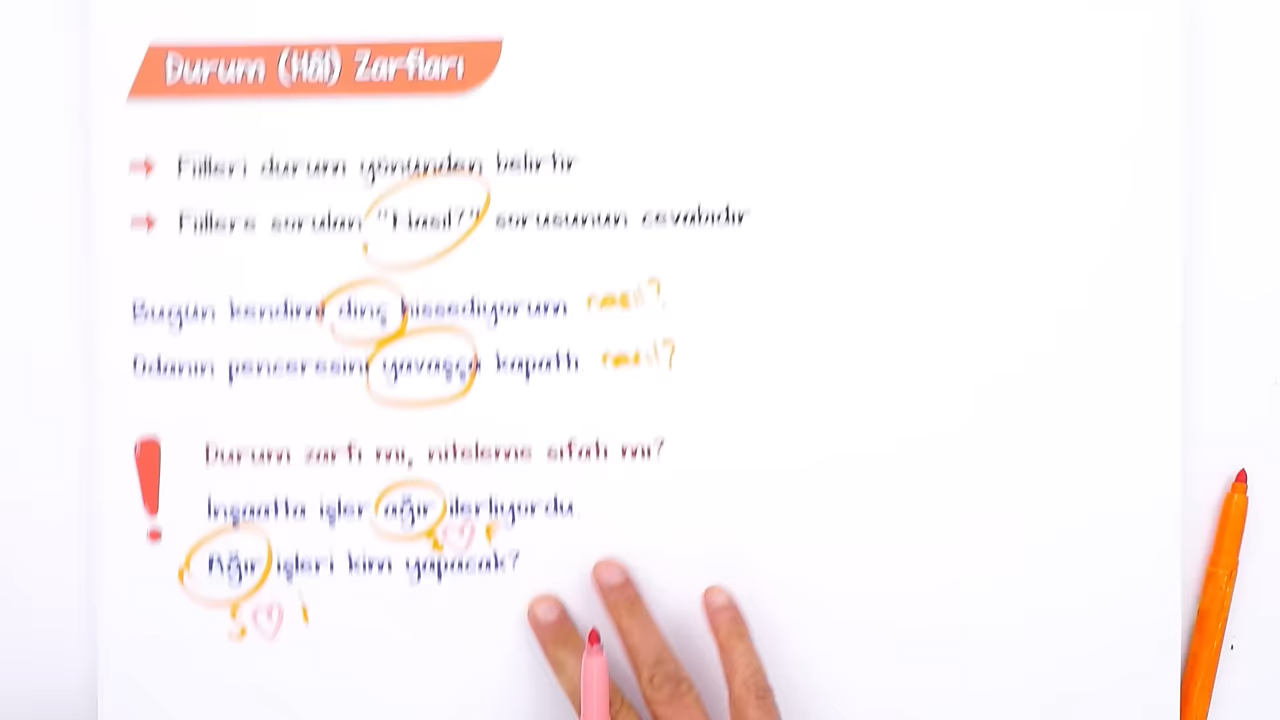 Durum (Hâl) Zarfları
→ Fiilleri durum yönünden belirtir
→ Fiillere sorulan "Nasıl?" sorusunun cevabıdır
Bugün kendimi dinç hissediyorum nasıl?
Odanın penceresini yavaşça kapattı nasıl?
! Durum zarfı mı, niteleme sıfatı mı?
İnşaatta işler ağır ilerliyordu.
Z ♡ F
Ağır işleri kim yapacak?
S ♡ i